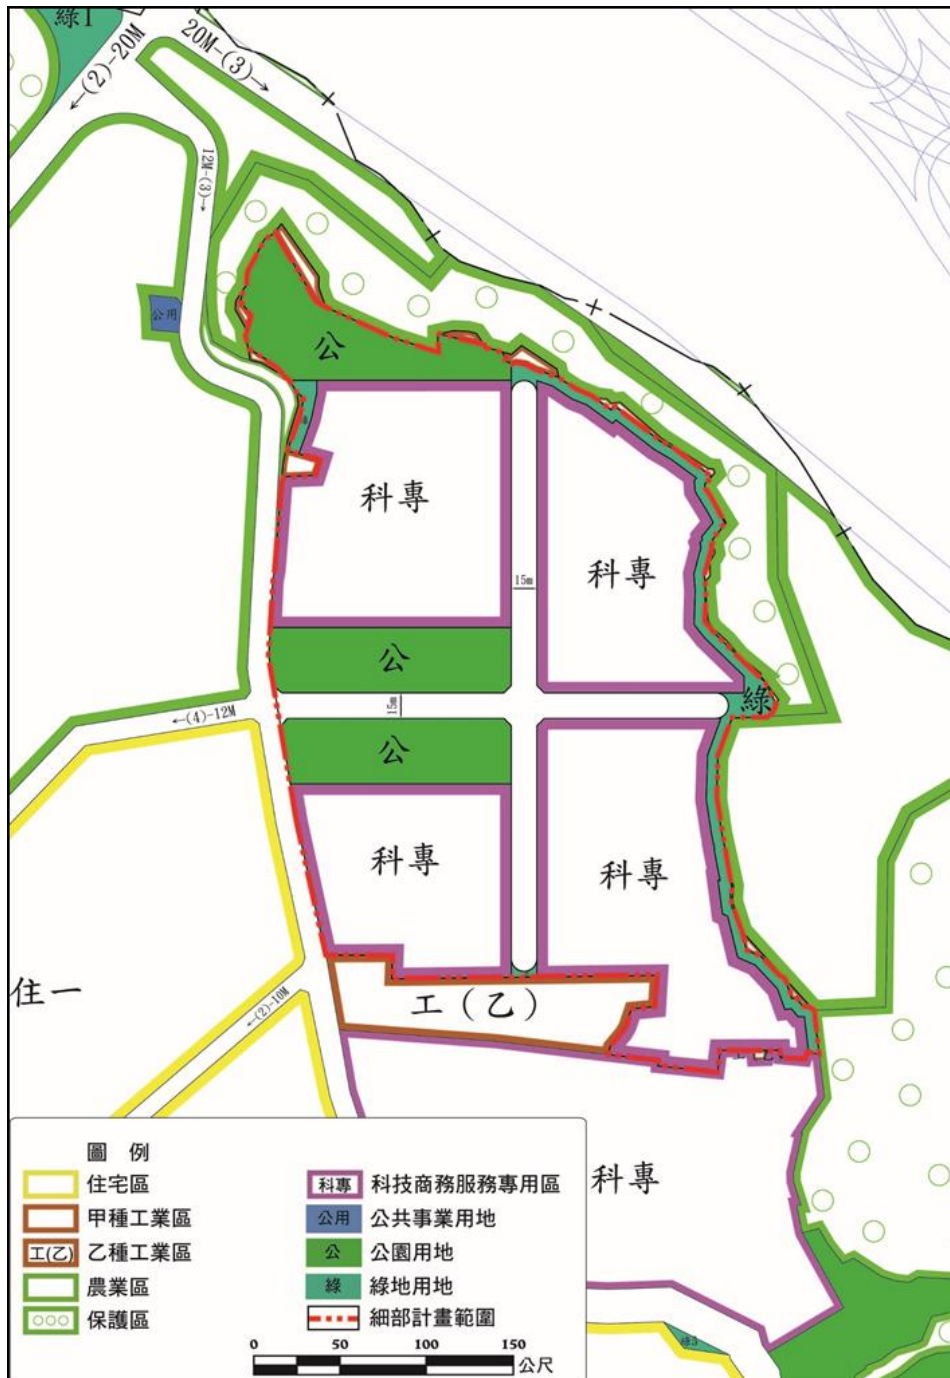 綠1
←(2)-20M
20M-(3)→
12M-(3)→
公用
公
科專
科專
15m
公
綠
15m
←(4)-12M
公
科專
科專
住一
工(乙)
←(2)-10M
工(乙)
科專
圖 例
住宅區
甲種工業區
工(乙) 乙種工業區
農業區
保護區
科專 科技商務服務專用區
公用 公共事業用地
公 公園用地
綠 綠地用地
細部計畫範圍
0 50 100 150
公尺